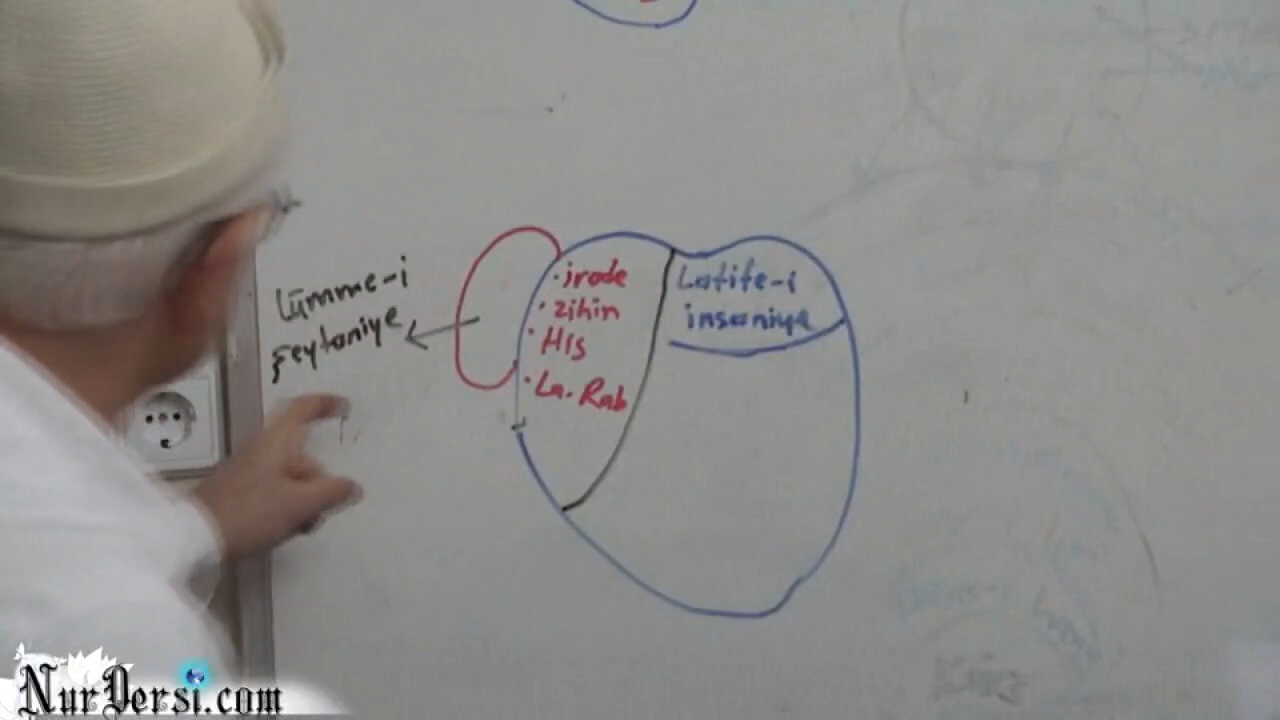 Lümme-i
şeytaniye
· irade
· zihin
· His
· La. Rab
Latife-i
insaniye
NurDersi.com